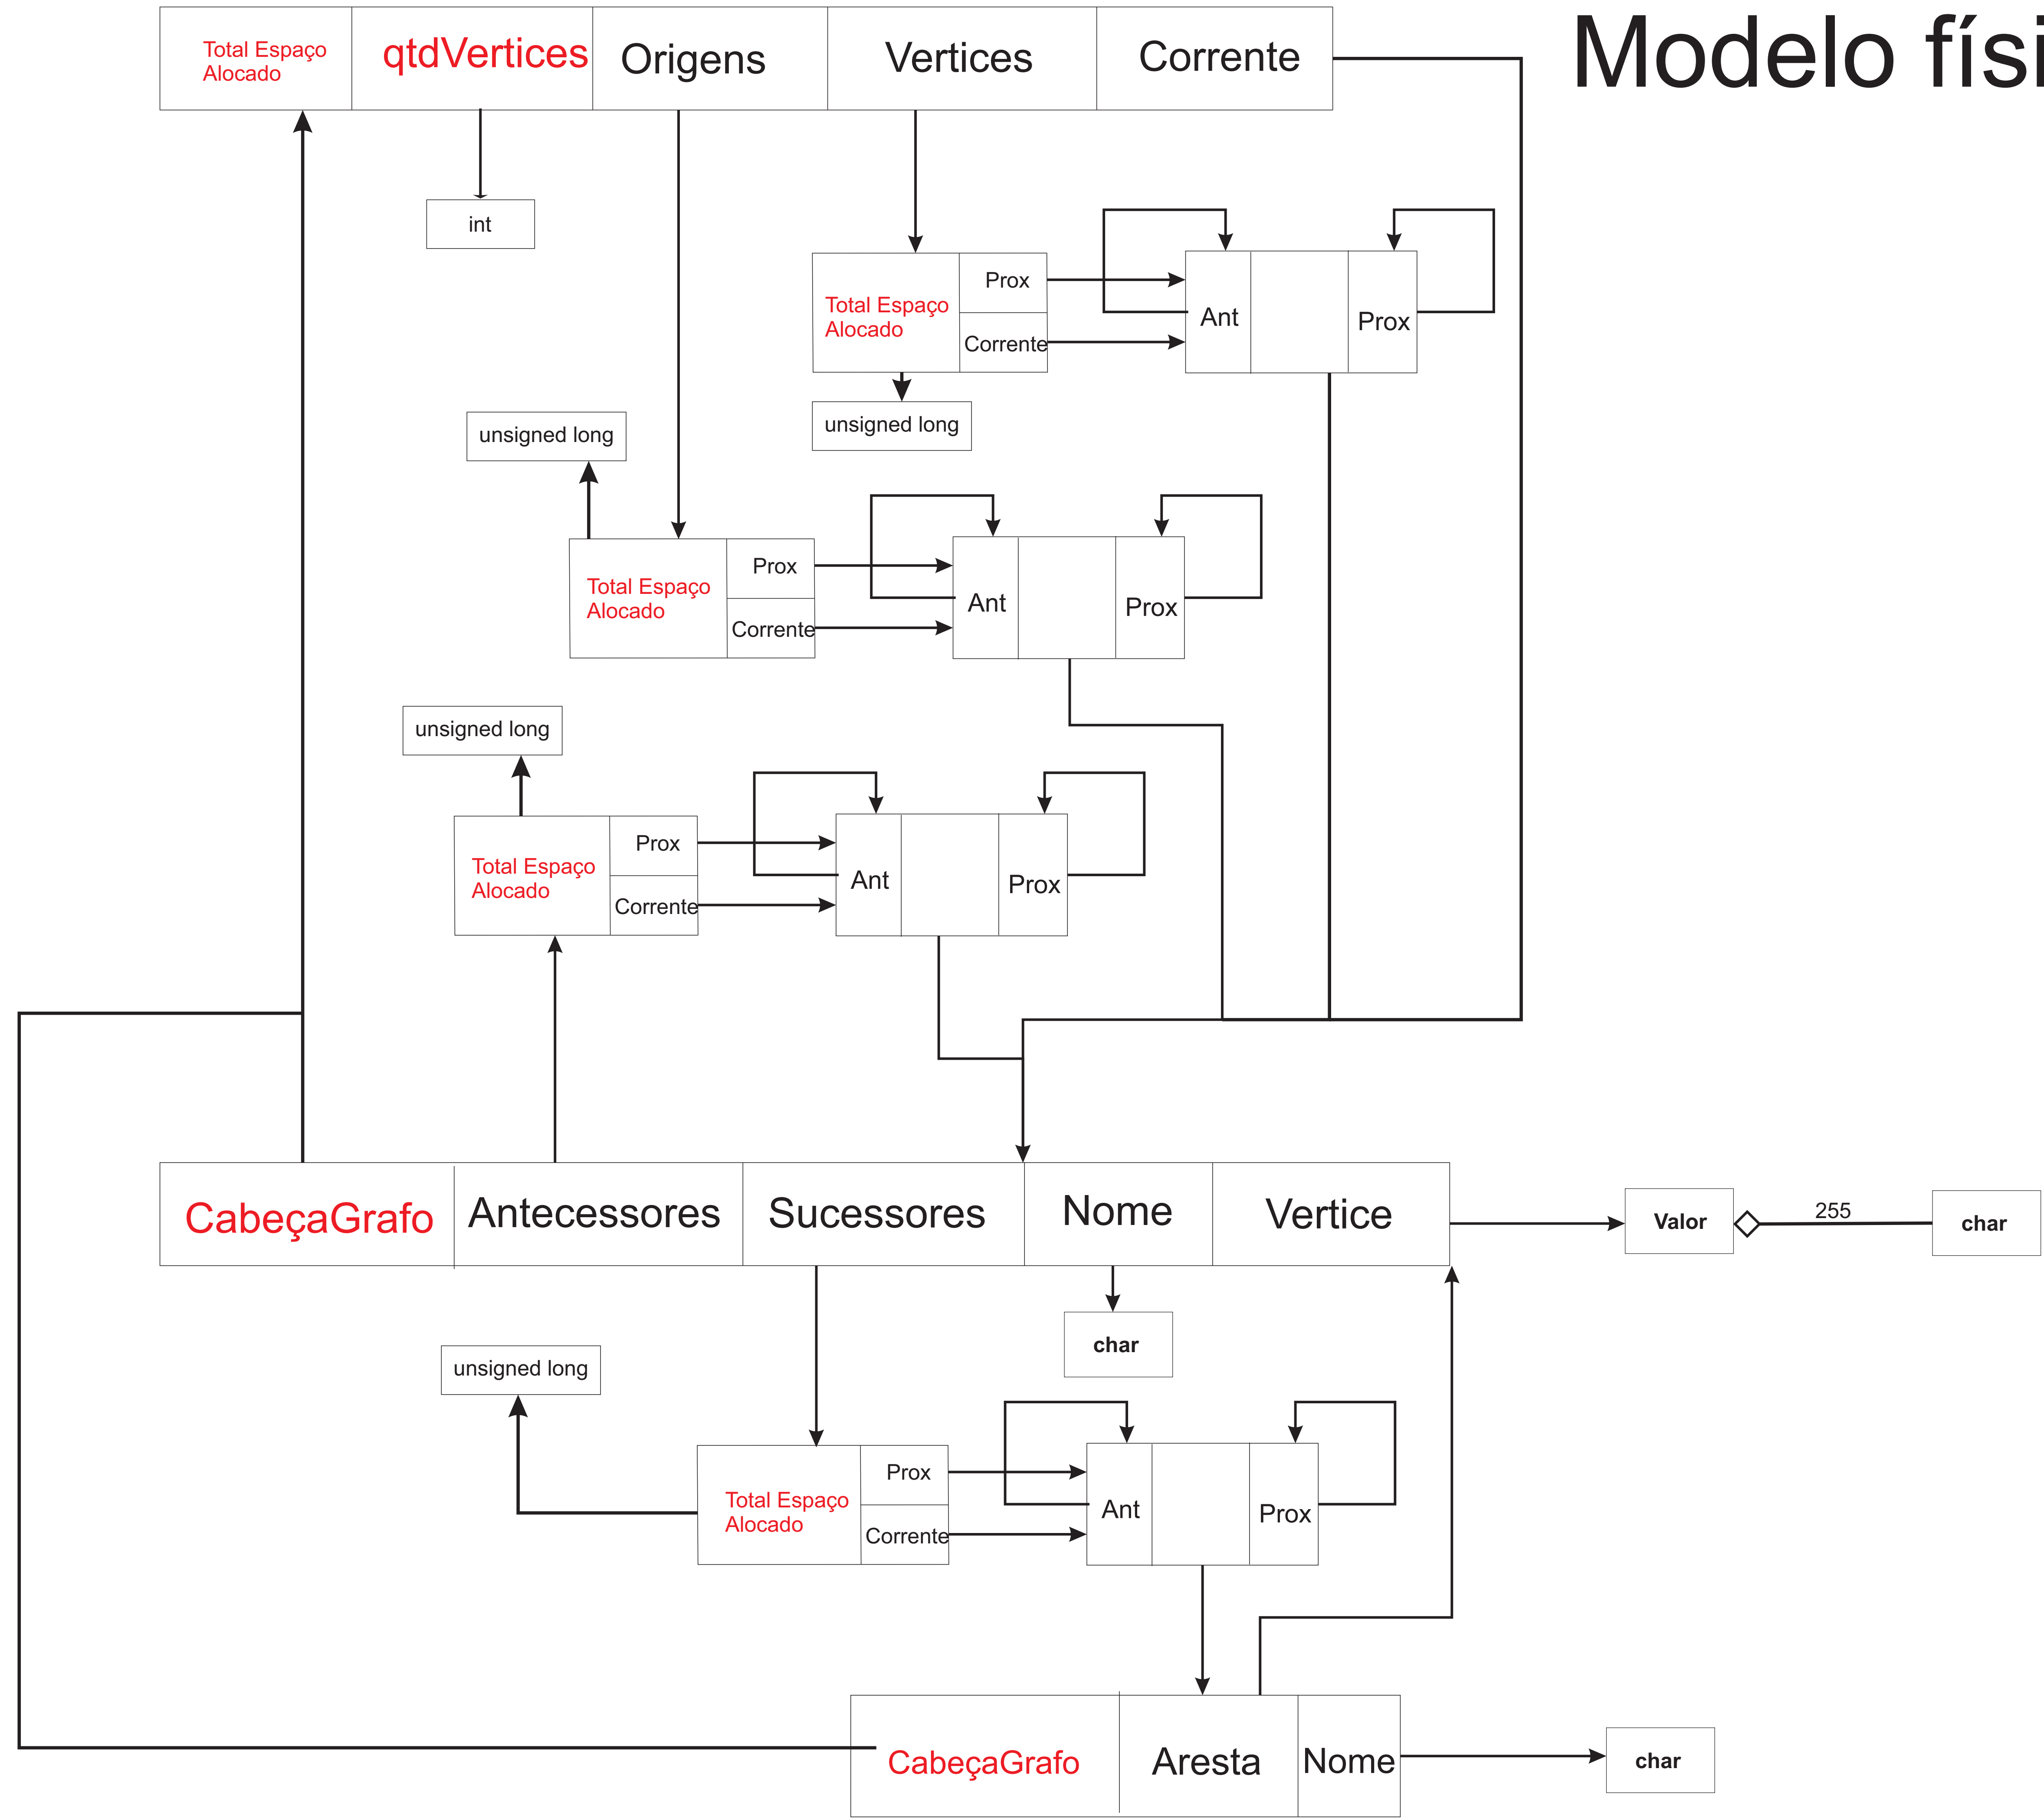 Modelo físi
Total Espaço
Alocado
qtdVertices
Origens
Vertices
Corrente
int
Total Espaço
Alocado
Prox
Corrente
Ant
Prox
unsigned long
unsigned long
Total Espaço
Alocado
Prox
Corrente
Ant
Prox
unsigned long
Total Espaço
Alocado
Prox
Corrente
Ant
Prox
CabeçaGrafo
Antecessores
Sucessores
Nome
Vertice
Valor
255
char
char
unsigned long
Total Espaço
Alocado
Prox
Corrente
Ant
Prox
CabeçaGrafo
Aresta
Nome
char